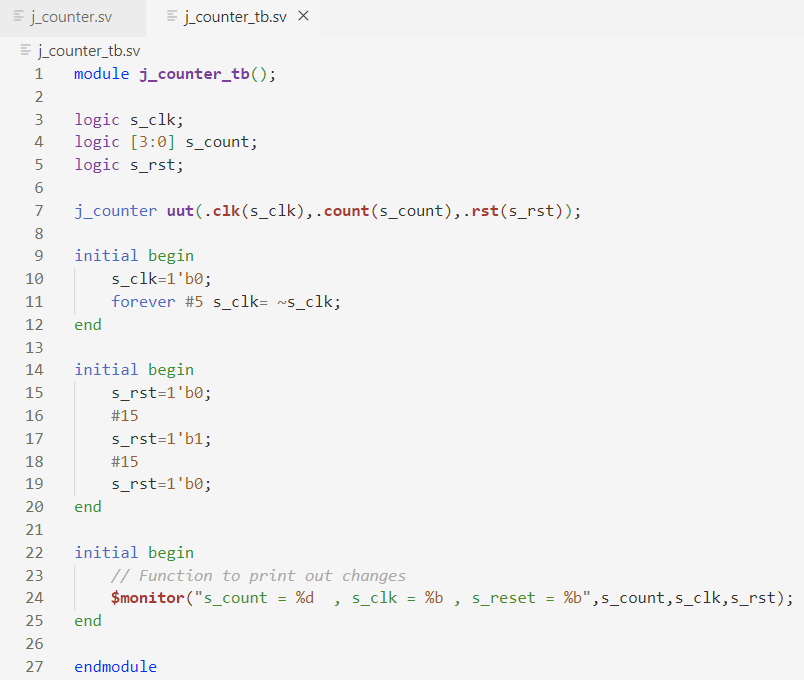 j_counter.sv
j_counter_tb.sv ×
j_counter_tb.sv
1 module j_counter_tb();
2
3 logic s_clk;
4 logic [3:0] s_count;
5 logic s_rst;
6
7 j_counter uut(.clk(s_clk),.count(s_count),.rst(s_rst));
8
9 initial begin
10     s_clk=1'b0;
11     forever #5 s_clk= ~s_clk;
12 end
13
14 initial begin
15     s_rst=1'b0;
16     #15
17     s_rst=1'b1;
18     #15
19     s_rst=1'b0;
20 end
21
22 initial begin
23     // Function to print out changes
24     $monitor("s_count = %d  , s_clk = %b , s_reset = %b",s_count,s_clk,s_rst);
25 end
26
27 endmodule